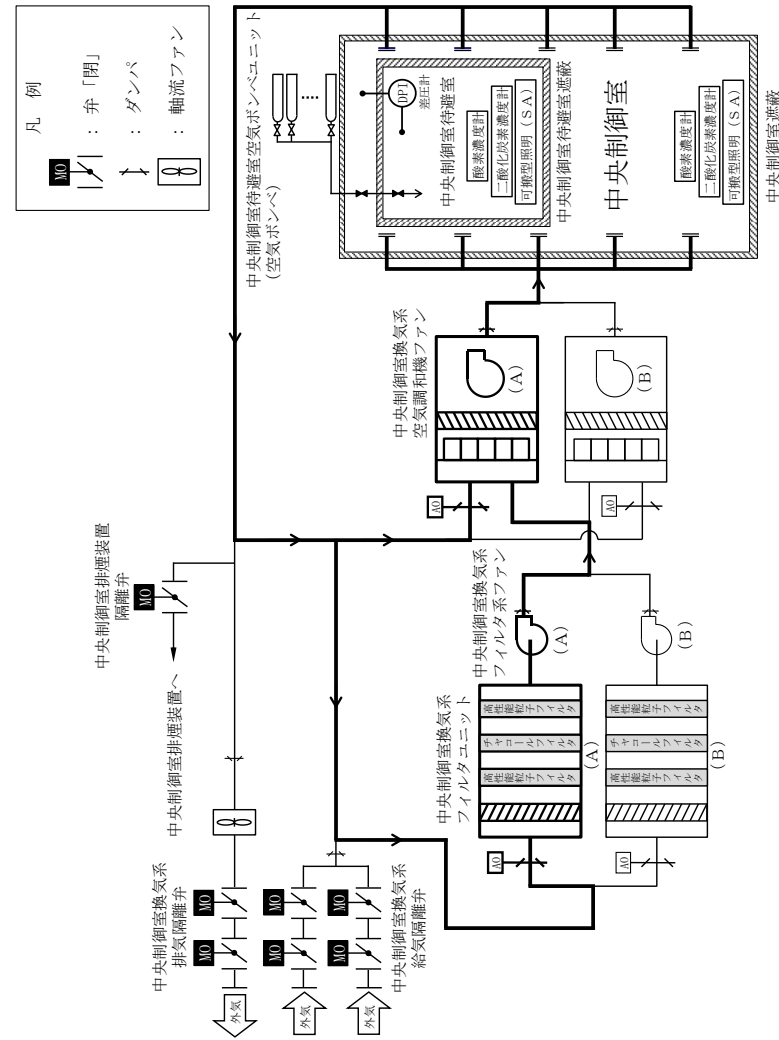 凡　例
MO
：弁「閉」
：ダンパ
：軸流ファン
中央制御室待避室空気ボンベユニット
(空気ボンベ)
DPI
差圧計
中央制御室待避室
酸素濃度計
二酸化炭素濃度計
可搬型照明（ＳＡ）
中央制御室待避室遮蔽
中央制御室
酸素濃度計
二酸化炭素濃度計
可搬型照明（ＳＡ）
中央制御室遮蔽
中央制御室換気系
空気調和機ファン
(A)
(B)
AO
AO
中央制御室排煙装置
隔離弁
MO
中央制御室排煙装置へ
中央制御室換気系
フィルタ系ファン
(A)
(B)
中央制御室換気系
フィルタユニット
高性能粒子フィルタ
チャコールフィルタ
高性能粒子フィルタ
(A)
高性能粒子フィルタ
チャコールフィルタ
高性能粒子フィルタ
(B)
AO
AO
中央制御室換気系
排気隔離弁
MO
MO
外気
MO
MO
外気
MO
MO
外気
中央制御室換気系
給気隔離弁